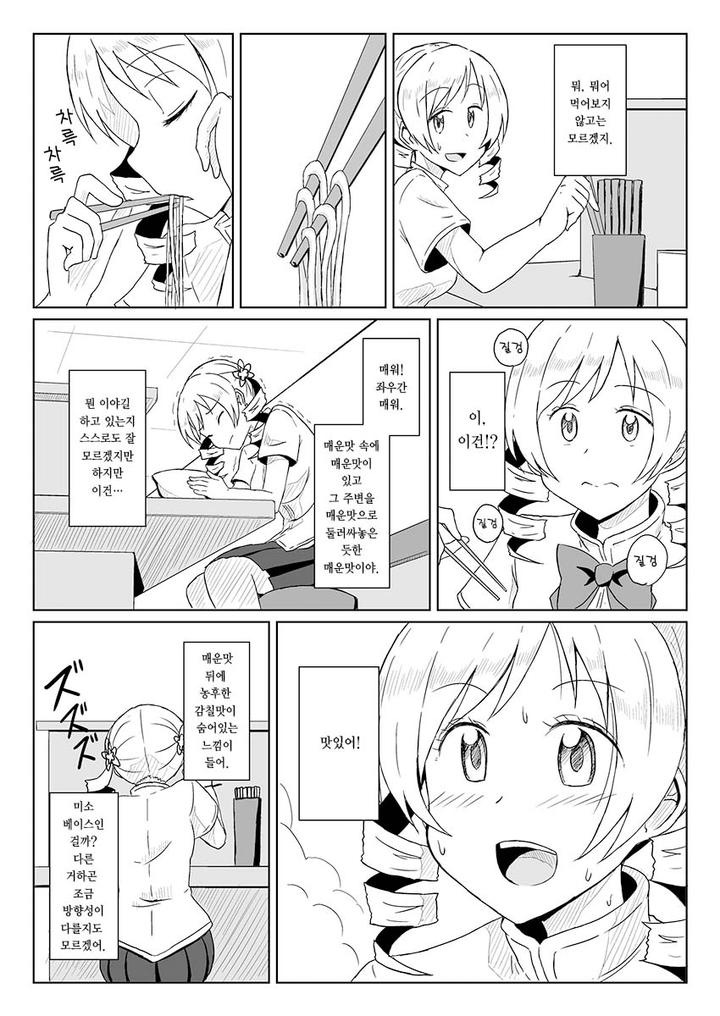 뭐, 뭐어
먹어보지
않고는
모르겠지.
차륵
차륵
이,
이건!?
질겅
질겅
질겅
매워!
좌우간
매워.
매운맛 속에
매운맛이
있고
그 주변을
매운맛으로
둘러싸놓은
듯한
매운맛이야.
뭔 이야길
하고 있는지
스스로도 잘
모르겠지만
하지만
이건…
맛있어!
매운맛
뒤에
농후한
감칠맛이
숨어있는
느낌이
들어.
ズズズ
미소
베이스인
걸까?
다른
거하곤
조금
방향성이
다를지도
모르겠어.